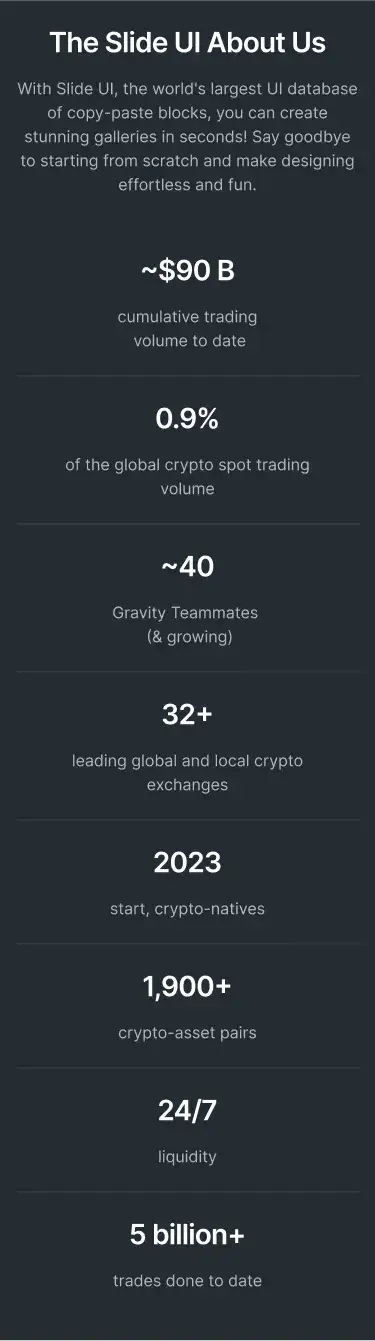 The Slide UI About Us
With Slide UI, the world's largest UI database
of copy-paste blocks, you can create
stunning galleries in seconds! Say goodbye
to starting from scratch and make designing
effortless and fun.
~$90 B
cumulative trading
volume to date
0.9%
of the global crypto spot trading
volume
~40
Gravity Teammates
(& growing)
32+
leading global and local crypto
exchanges
2023
start, crypto-natives
1,900+
crypto-asset pairs
24/7
liquidity
5 billion+
trades done to date